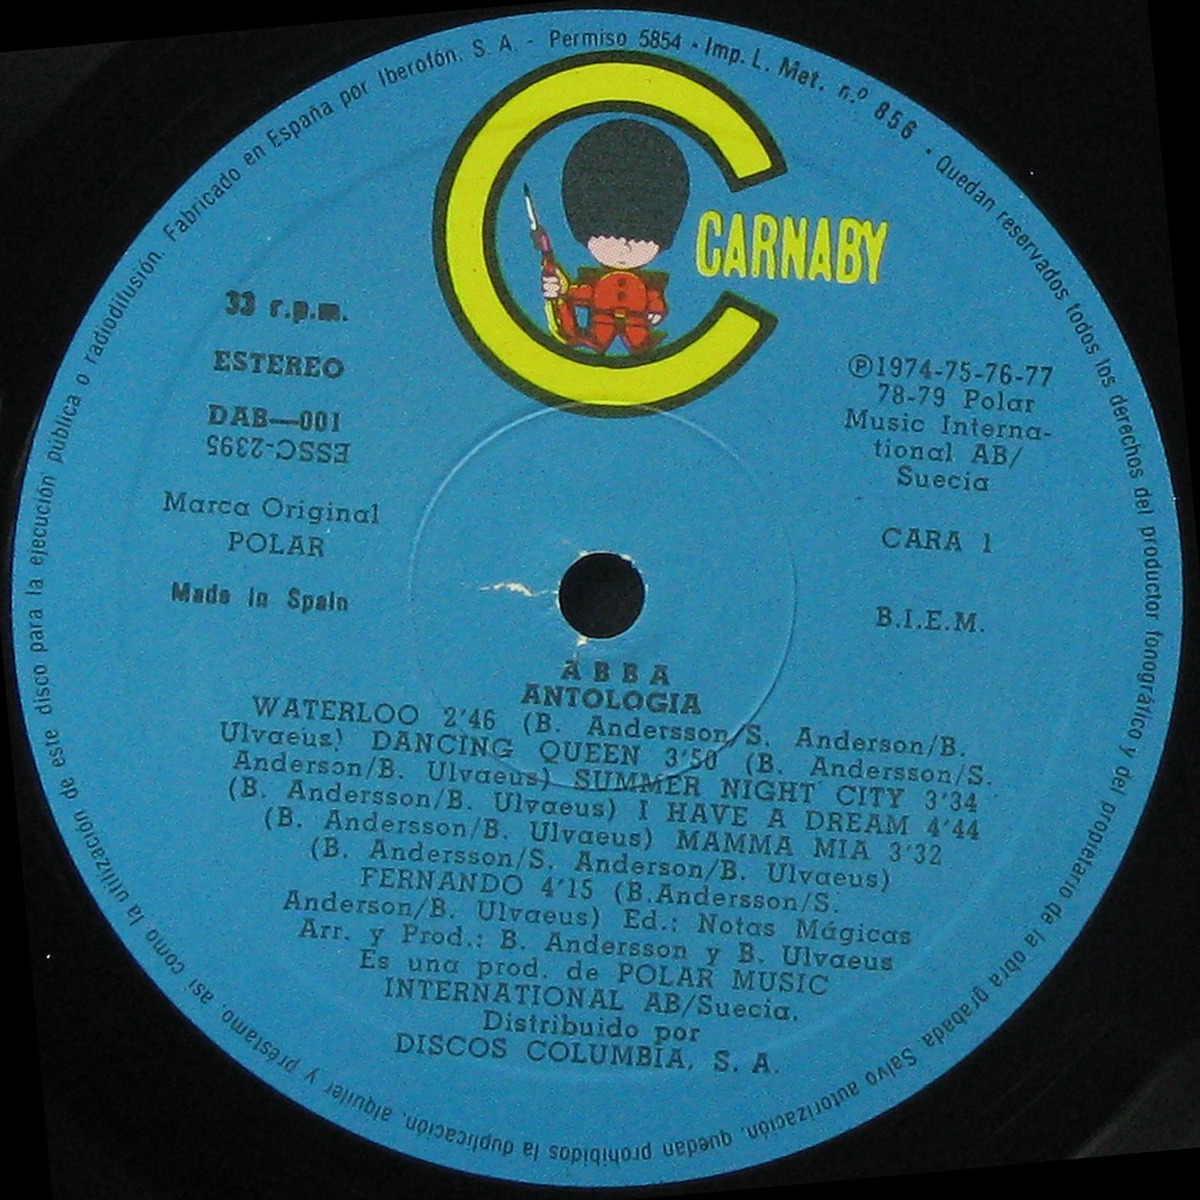 Fabricado en España por Iberofón, S. A. - Permiso 5854 - Imp. L. Met. n.º 856 - Quedan reservados todos los derechos del productor fonográfico y del propietario de la obra grabada. Salvo autorización, quedan prohibidos la duplicación, alquiler y prestamo, asi como la utilización de este disco para la ejecución pública o radiodifusión.
CARNABY
33 r.p.m.
ESTEREO
DAB—001
ESSC-2395
Marca Original
POLAR
Made in Spain
Ⓟ1974-75-76-77
78-79 Polar
Music Interna-
tional AB/
Suecia
CARA 1
B.I.E.M.
ABBA
ANTOLOGIA
WATERLOO 2'46 (B. Andersson/S. Anderson/B.
Ulvaeus) DANCING QUEEN 3'50 (B. Andersson/S.
Anderson/B. Ulvaeus) SUMMER NIGHT CITY 3'34
(B. Andersson/B. Ulvaeus) I HAVE A DREAM 4'44
(B. Andersson/B. Ulvaeus) MAMMA MIA 3'32
(B. Andersson/S. Anderson/B. Ulvaeus)
FERNANDO 4'15 (B.Andersson/S.
Anderson/B. Ulvaeus) Ed.: Notas Mágicas
Arr. y Prod.: B. Andersson y B. Ulvaeus
Es una prod. de POLAR MUSIC
INTERNATIONAL AB/Suecia.
Distribuido por
DISCOS COLUMBIA, S. A.